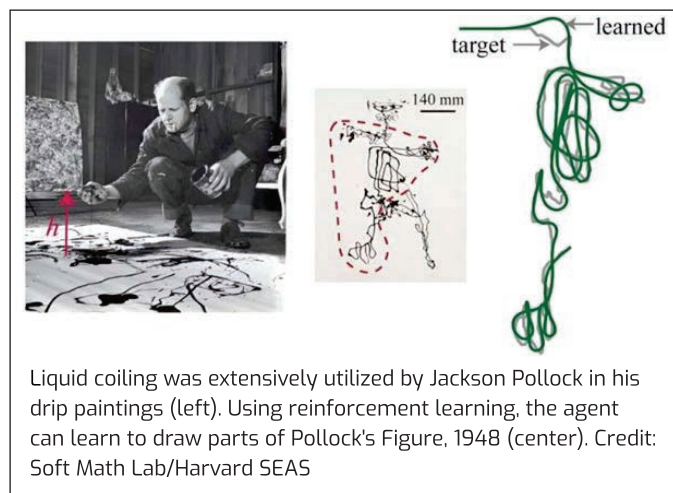 learned
target
140 mm
h
Liquid coiling was extensively utilized by Jackson Pollock in his
drip paintings (left). Using reinforcement learning, the agent
can learn to draw parts of Pollock's Figure, 1948 (center). Credit:
Soft Math Lab/Harvard SEAS